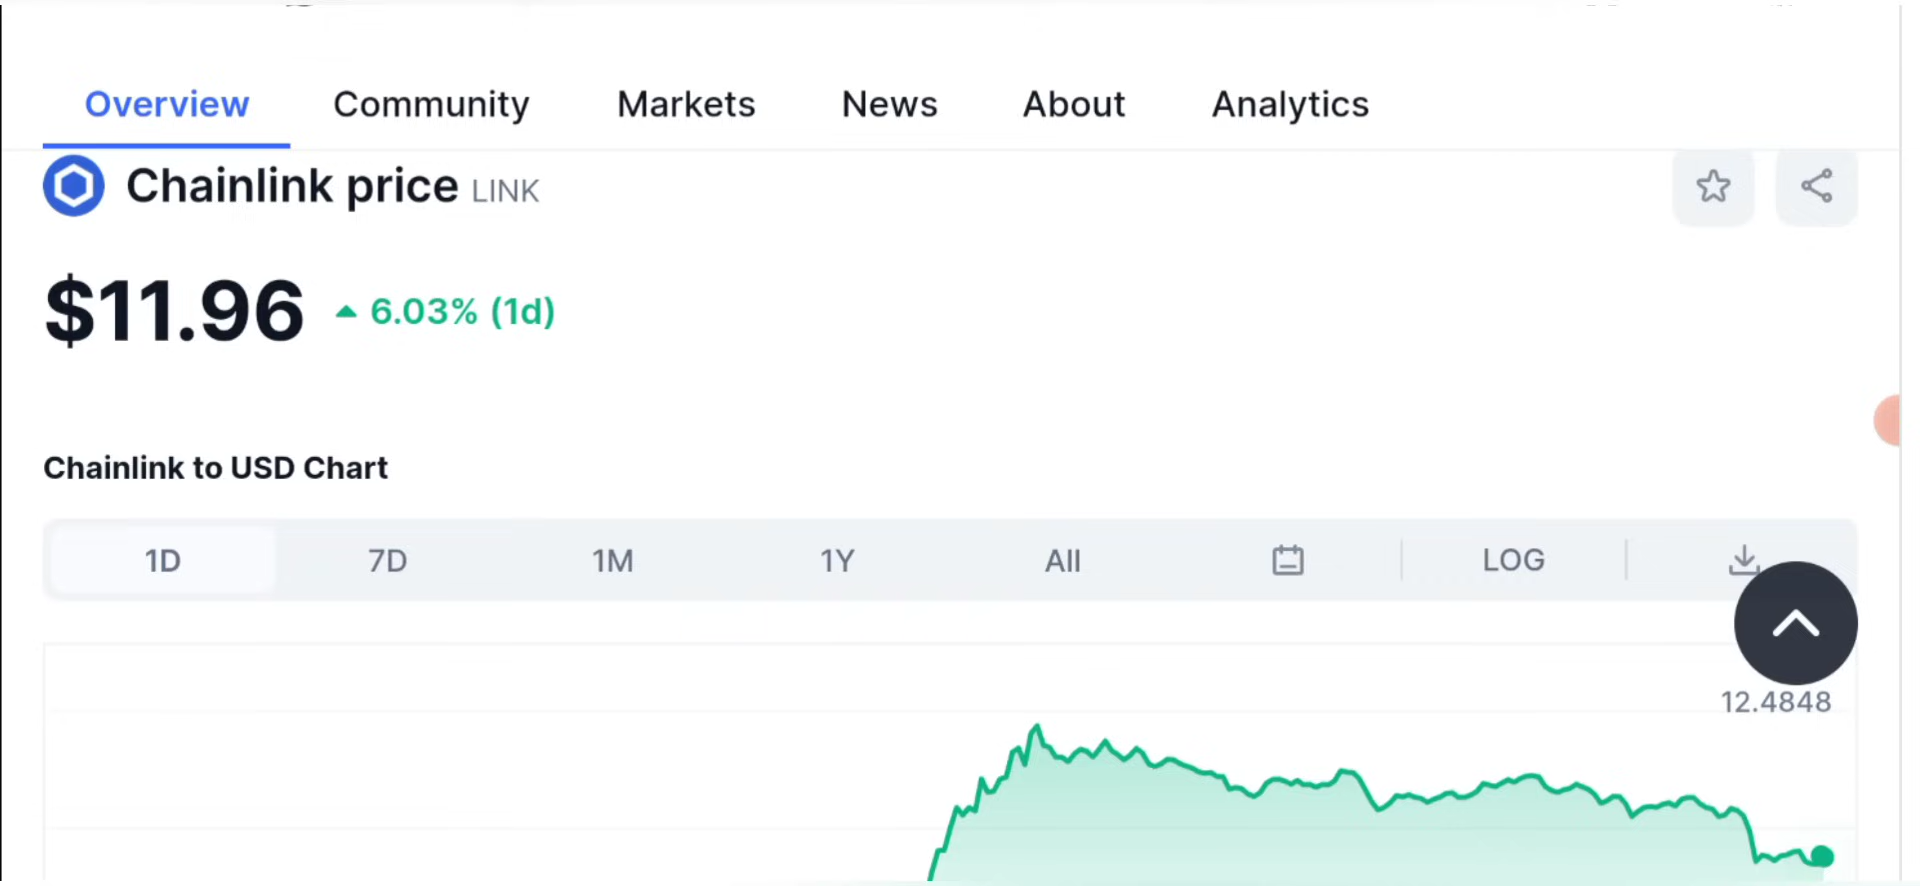 Overview Community Markets News About Analytics
Chainlink price LINK
$11.96 6.03% (1d)
Chainlink to USD Chart
1D 7D 1M 1Y All LOG
12.4848